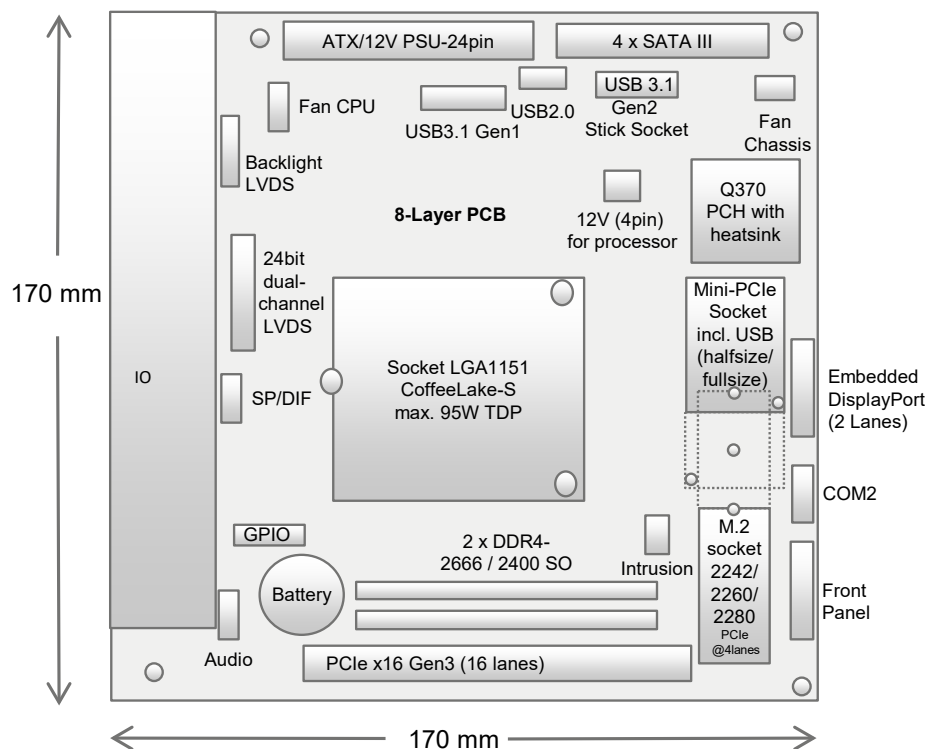 ATX/12V PSU-24pin
4 x SATA III
Fan CPU
USB3.1 Gen1
USB2.0
USB 3.1
Gen2
Stick Socket
Fan
Chassis
Backlight
LVDS
8-Layer PCB
12V (4pin)
for processor
Q370
PCH with
heatsink
170 mm
24bit
dual-
channel
LVDS
IO
SP/DIF
Socket LGA1151
CoffeeLake-S
max. 95W TDP
Mini-PCIe
Socket
incl. USB
(halfsize/
fullsize)
Embedded
DisplayPort
(2 Lanes)
COM2
GPIO
2 x DDR4-
2666 / 2400 SO
Intrusion
M.2
socket
2242/
2260/
2280
PCIe
@4lanes
Front
Panel
Battery
Audio
PCIe x16 Gen3 (16 lanes)
170 mm